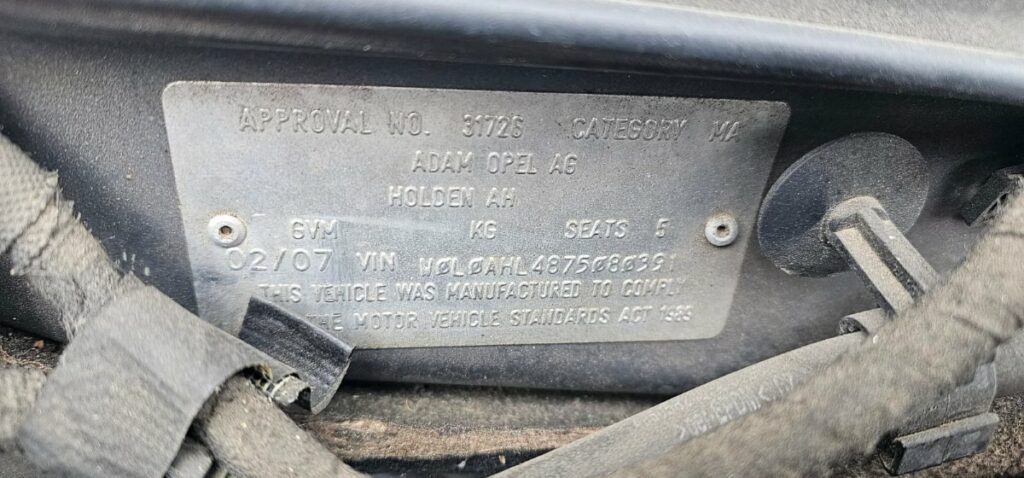 APPROVAL NO. 31726 CATEGORY MA
ADAM OPEL AG
HOLDEN AH
GVM KG SEATS 5
02/07 VIN WØLØAHL4875Ø8Ø391
THIS VEHICLE WAS MANUFACTURED TO COMPLY
THE MOTOR VEHICLE STANDARDS ACT 1989